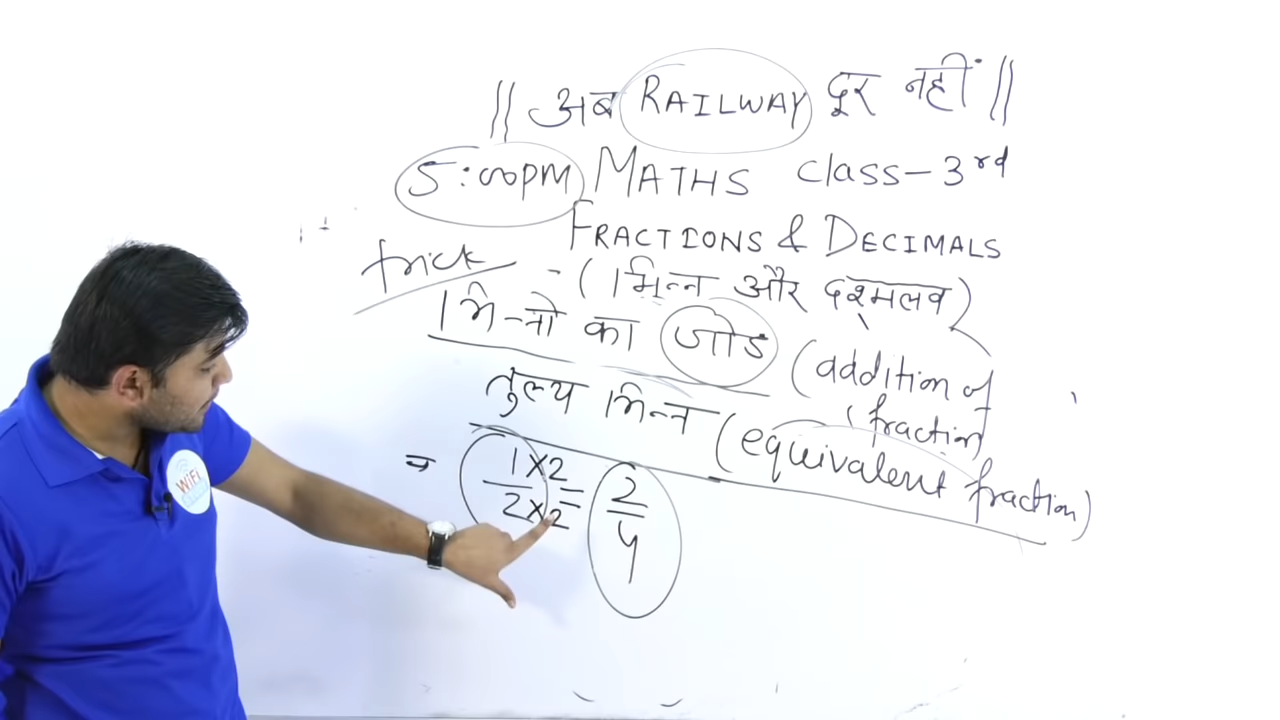 || अब RAILWAY दूर नहीं ||
5:00PM MATHS class-3rd
FRACTIONS & DECIMALS
trick - (भिन्न और दशमलव)
भिन्नो का जोड (addition of fraction)
तुल्य भिन्न (equivalent fraction)
= 1×2/2×2 = 2/4
WiFi